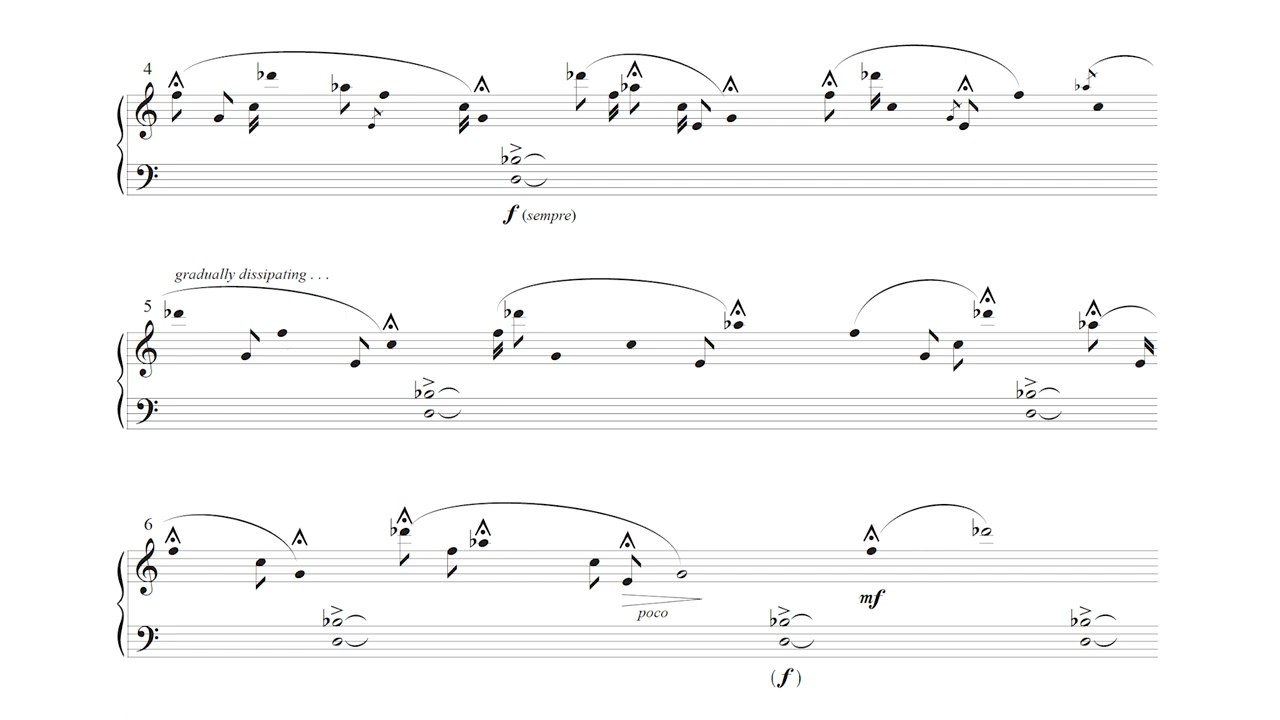 4
f (sempre)
gradually dissipating . . .
5
6
poco
mf
(f)